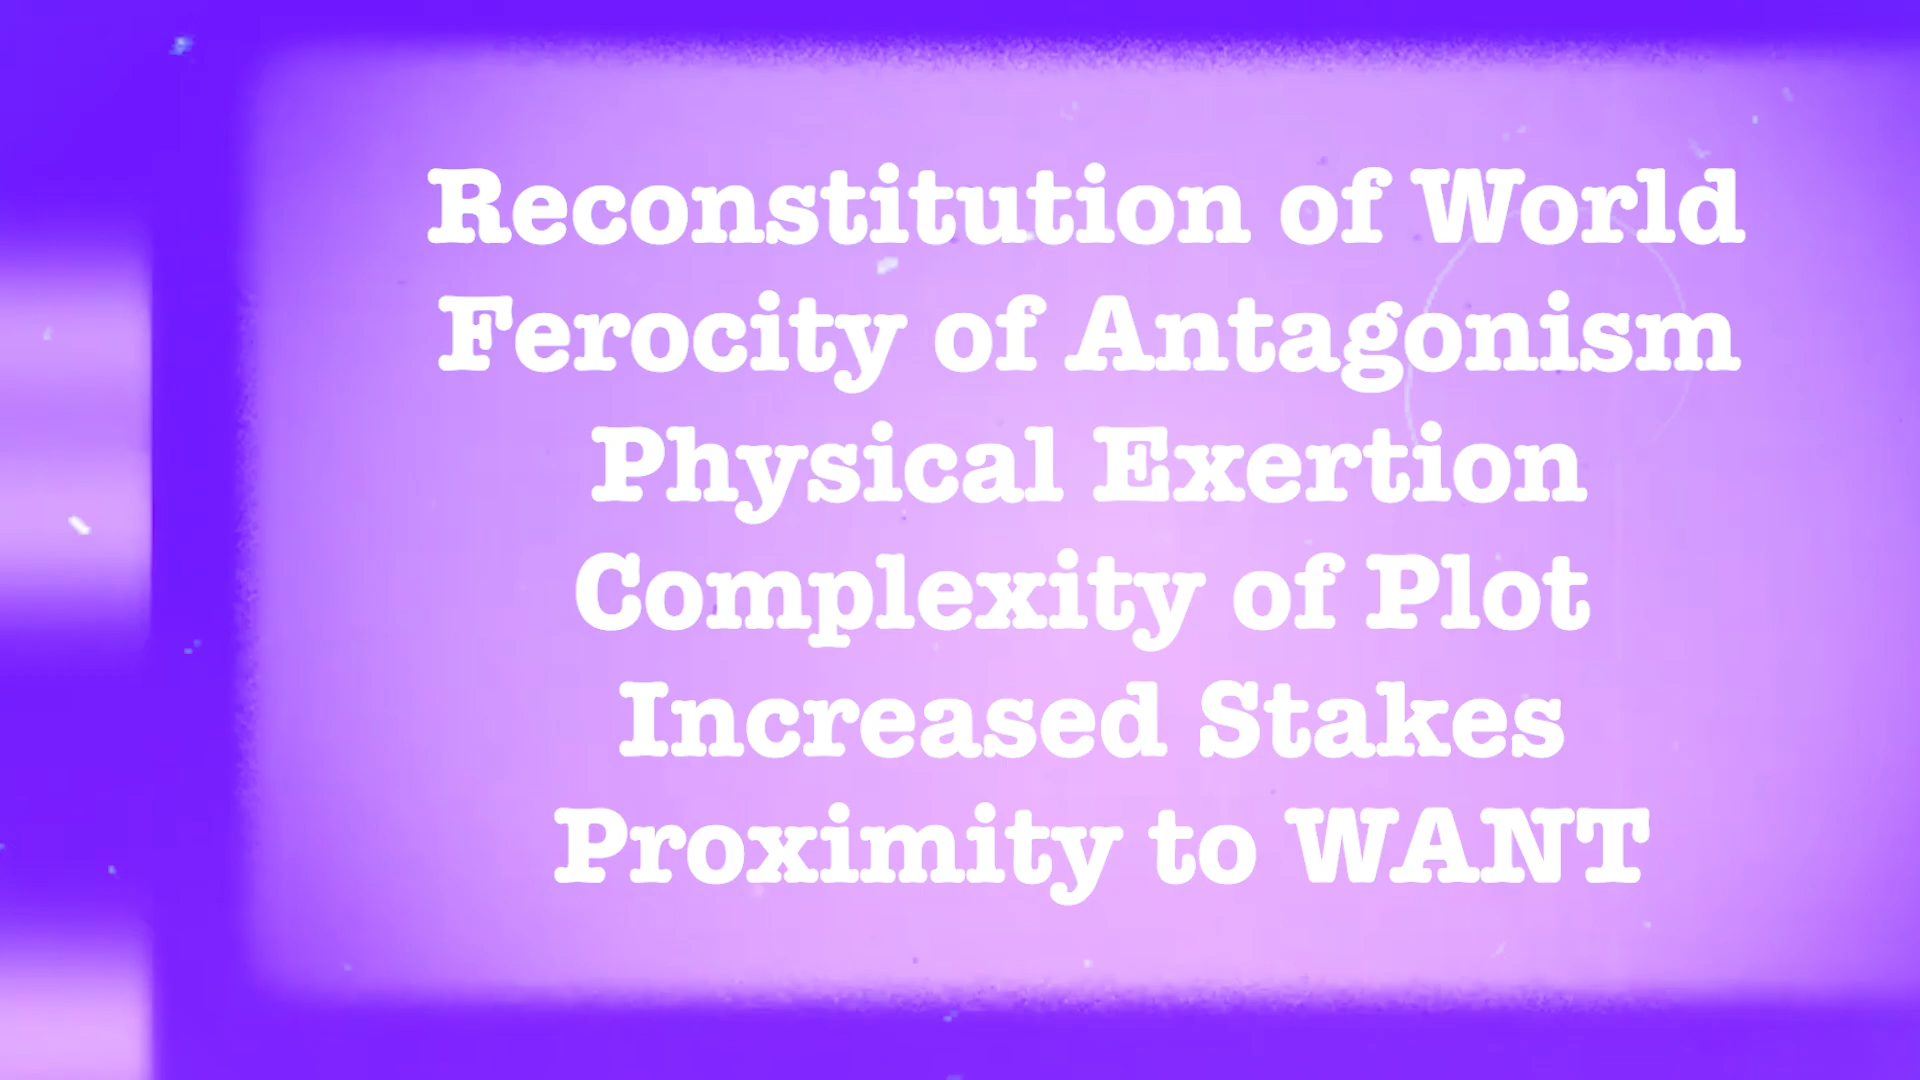 Reconstitution of World
Ferocity of Antagonism
Physical Exertion
Complexity of Plot
Increased Stakes
Proximity to WANT